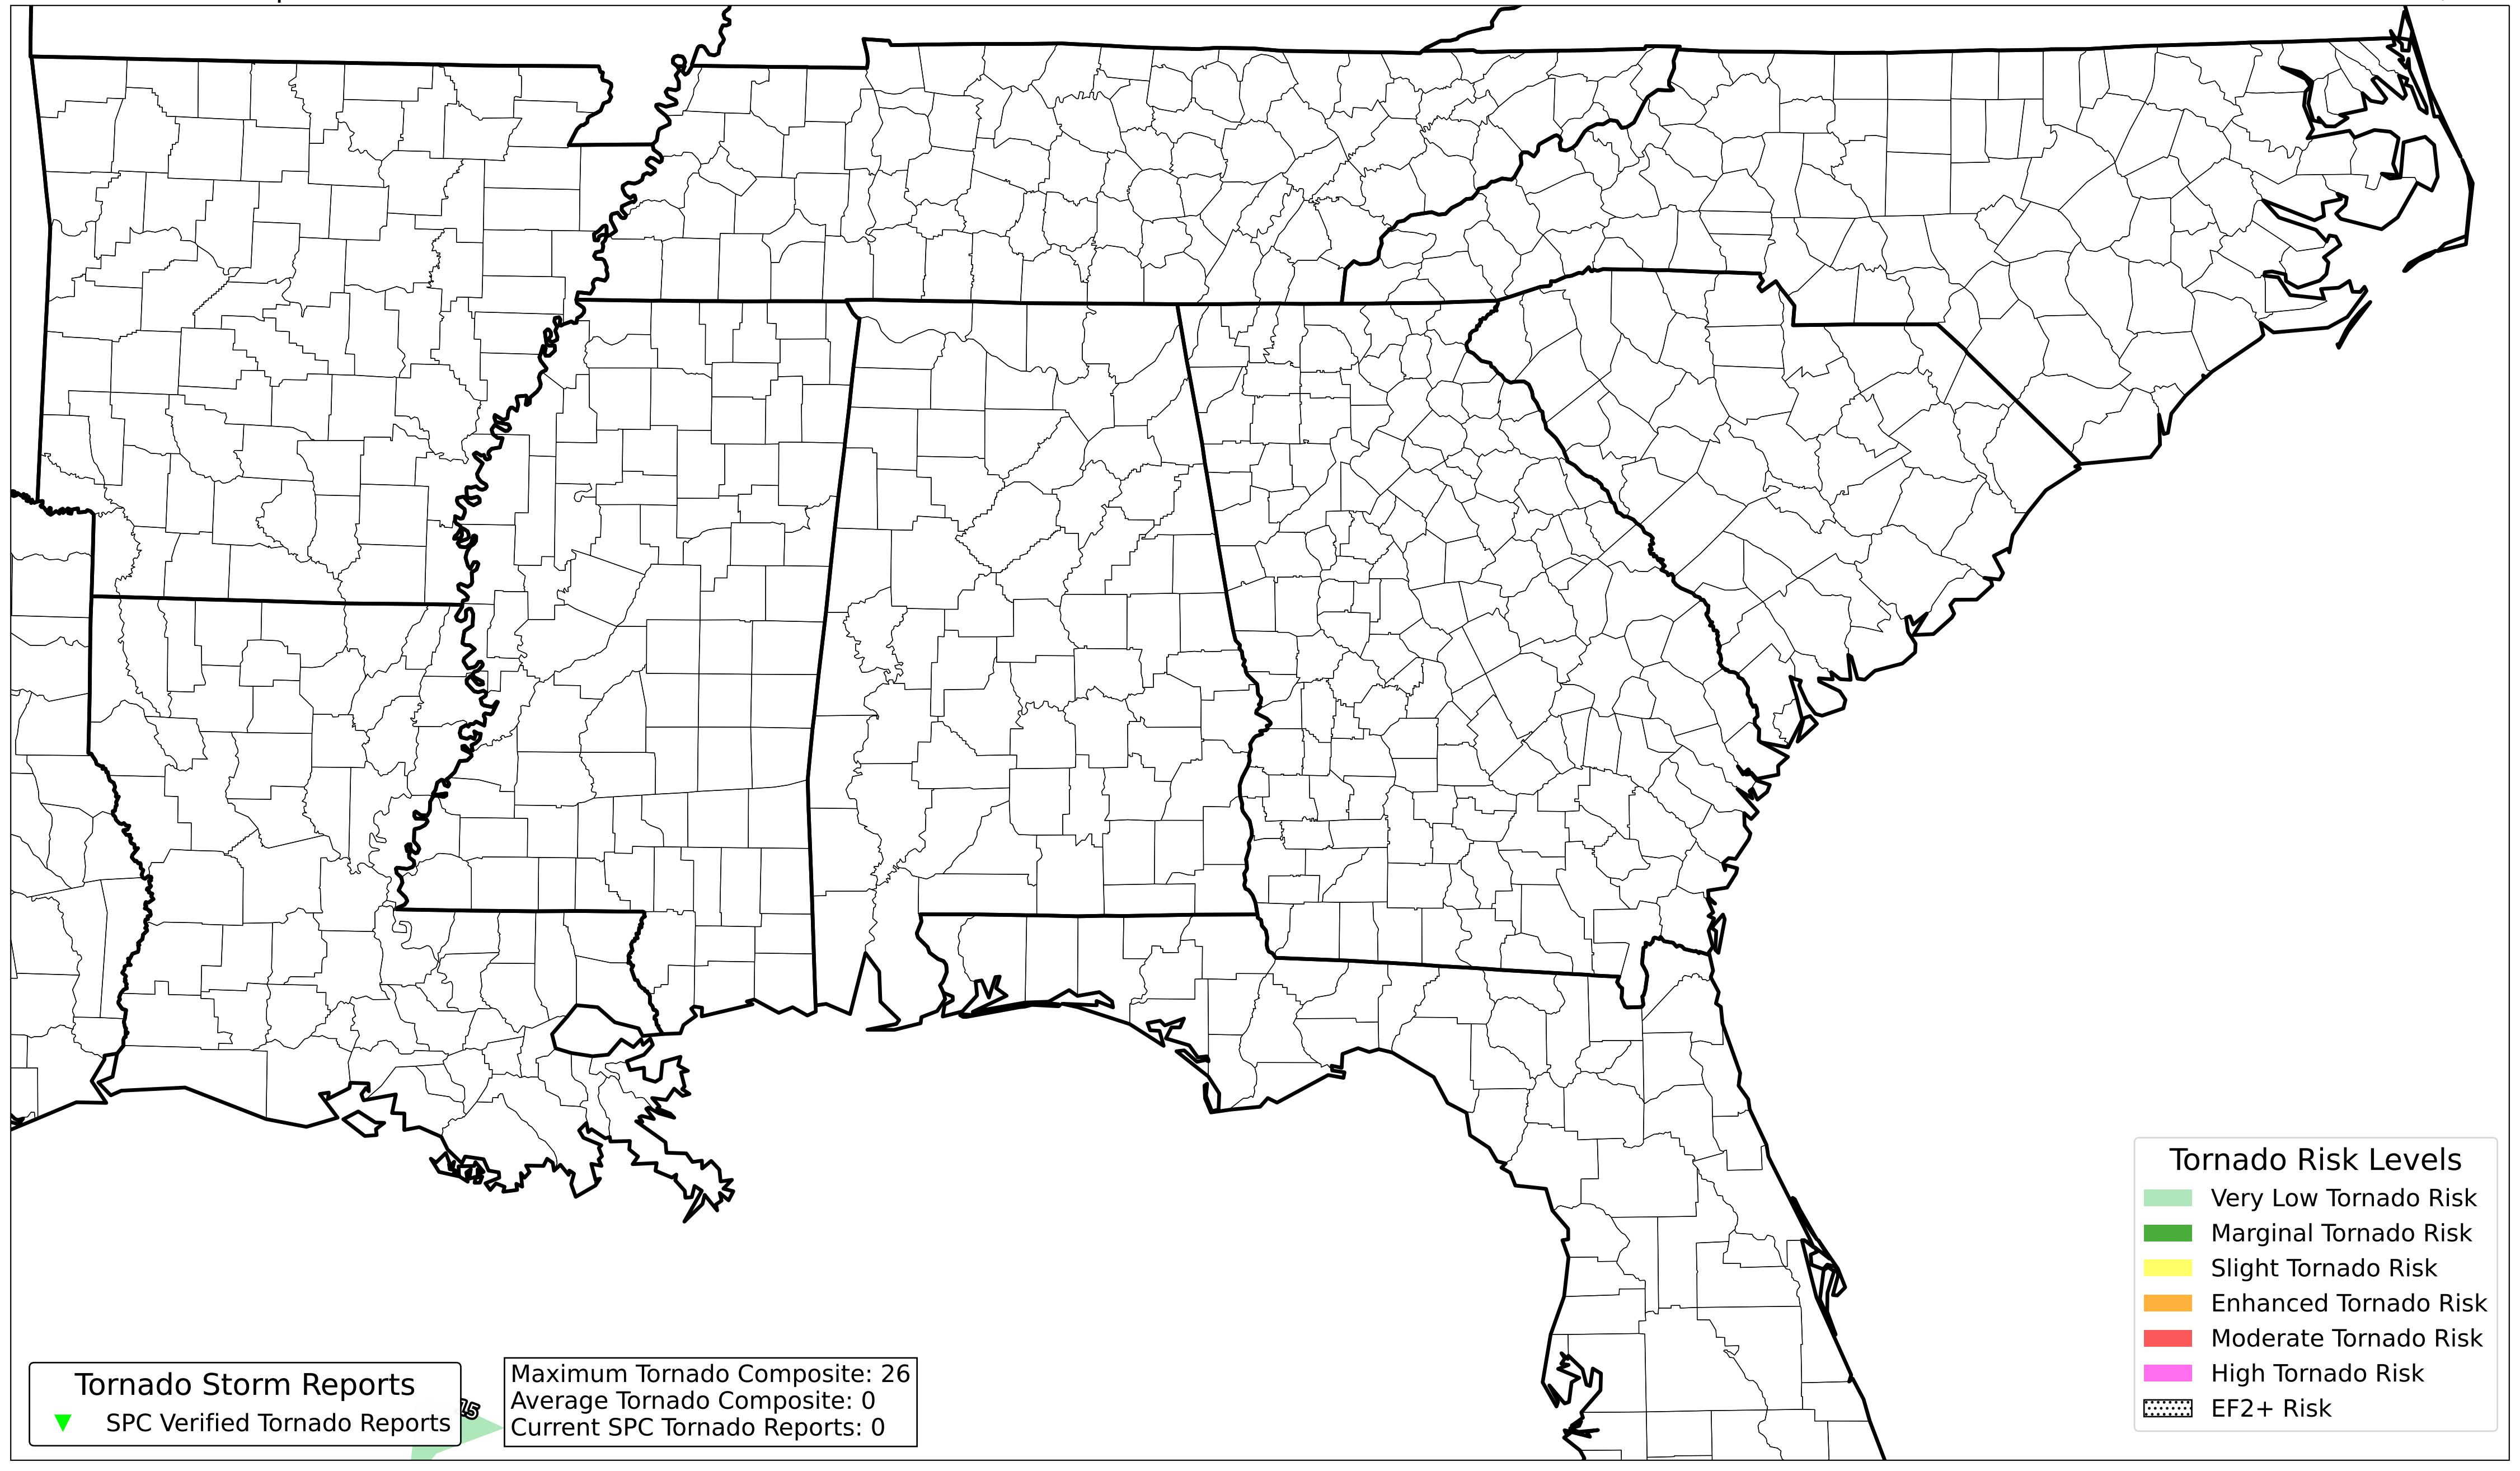 Tornado Storm Reports
SPC Verified Tornado Reports
15
Maximum Tornado Composite: 26
Average Tornado Composite: 0
Current SPC Tornado Reports: 0
Tornado Risk Levels
Very Low Tornado Risk
Marginal Tornado Risk
Slight Tornado Risk
Enhanced Tornado Risk
Moderate Tornado Risk
High Tornado Risk
EF2+ Risk